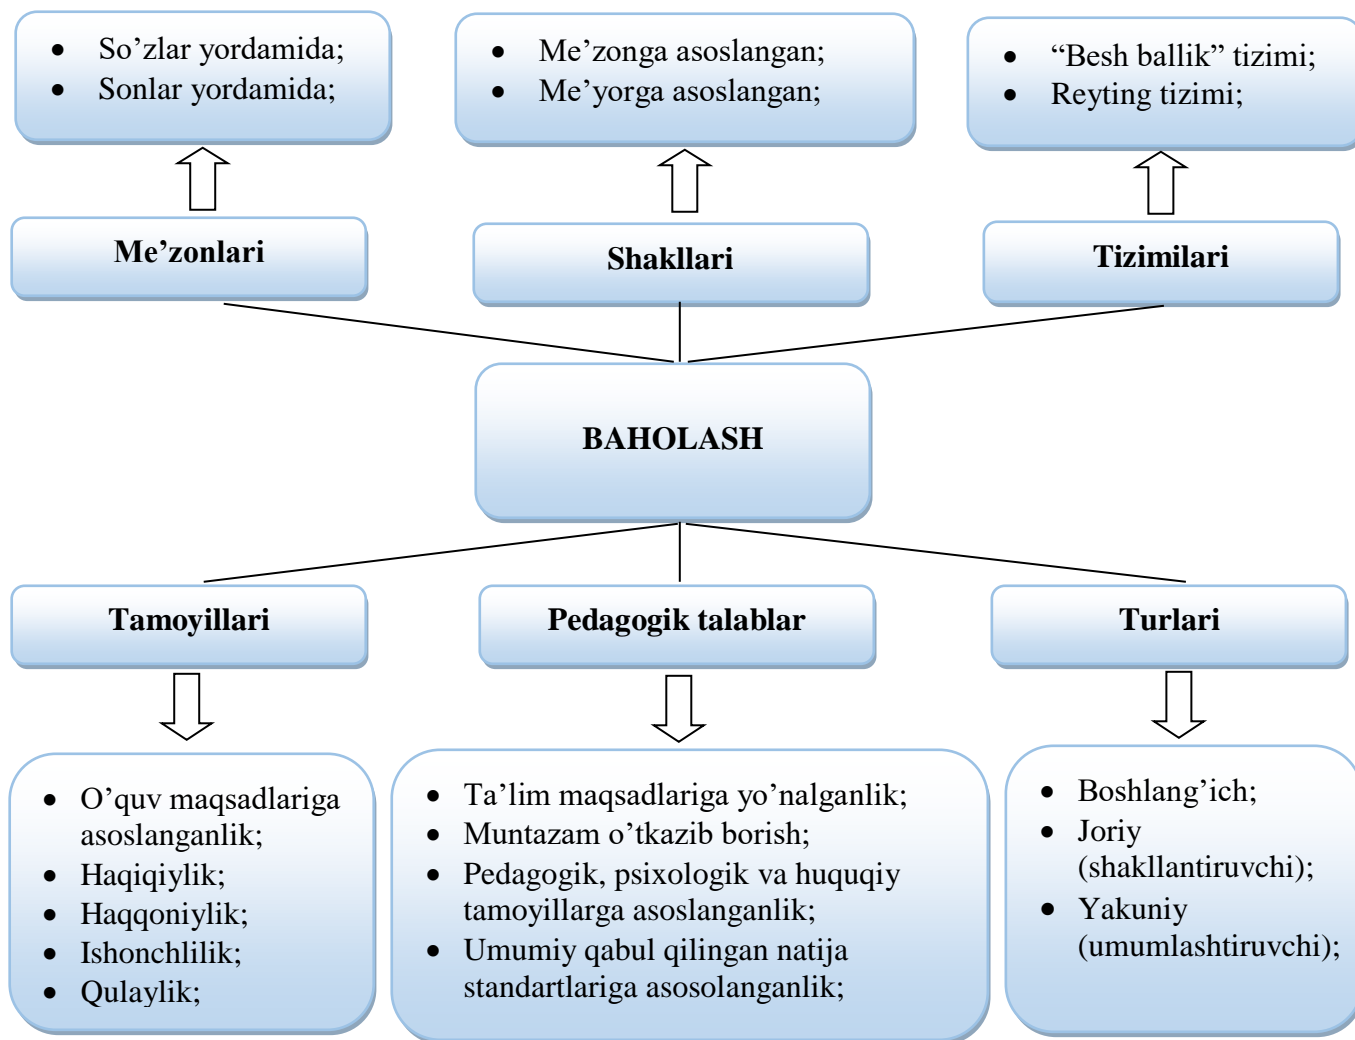 • So’zlar yordamida;
• Sonlar yordamida;
• Me’zonga asoslangan;
• Me’yorga asoslangan;
• “Besh ballik” tizimi;
• Reyting tizimi;
Me’zonlari
Shakllari
Tizimilari
BAHOLASH
Tamoyillari
Pedagogik talablar
Turlari
• O’quv maqsadlariga
asoslanganlik;
• Haqiqiylik;
• Haqqoniylik;
• Ishonchlilik;
• Qulaylik;
• Ta’lim maqsadlariga yo’nalganlik;
• Muntazam o’tkazib borish;
• Pedagogik, psixologik va huquqiy
tamoyillarga asoslanganlik;
• Umumiy qabul qilingan natija
standartlariga asosolanganlik;
• Boshlang’ich;
• Joriy
(shakllantiruvchi);
• Yakuniy
(umumlashtiruvchi);